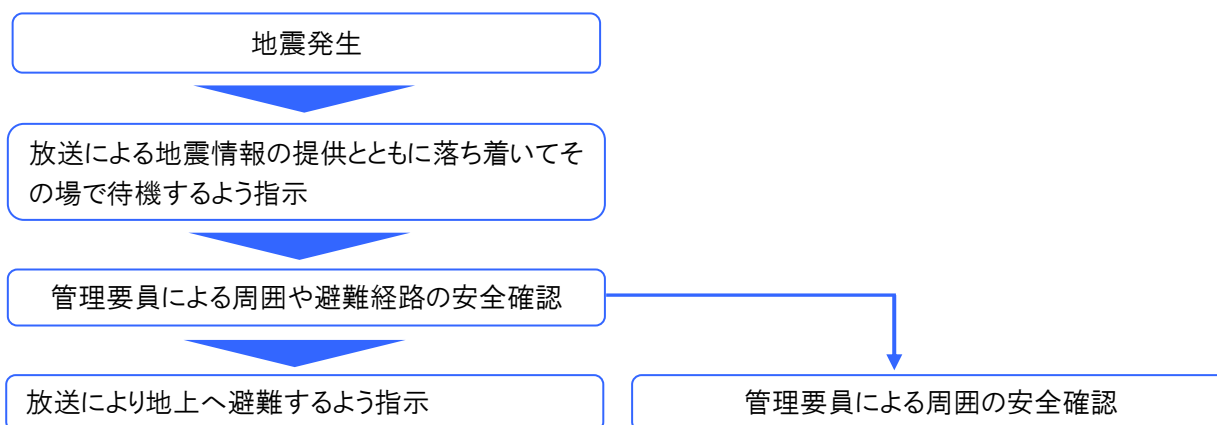 地震発生
放送による地震情報の提供とともに落ち着いてそ
の場で待機するよう指示
管理要員による周囲や避難経路の安全確認
放送により地上へ避難するよう指示
管理要員による周囲の安全確認